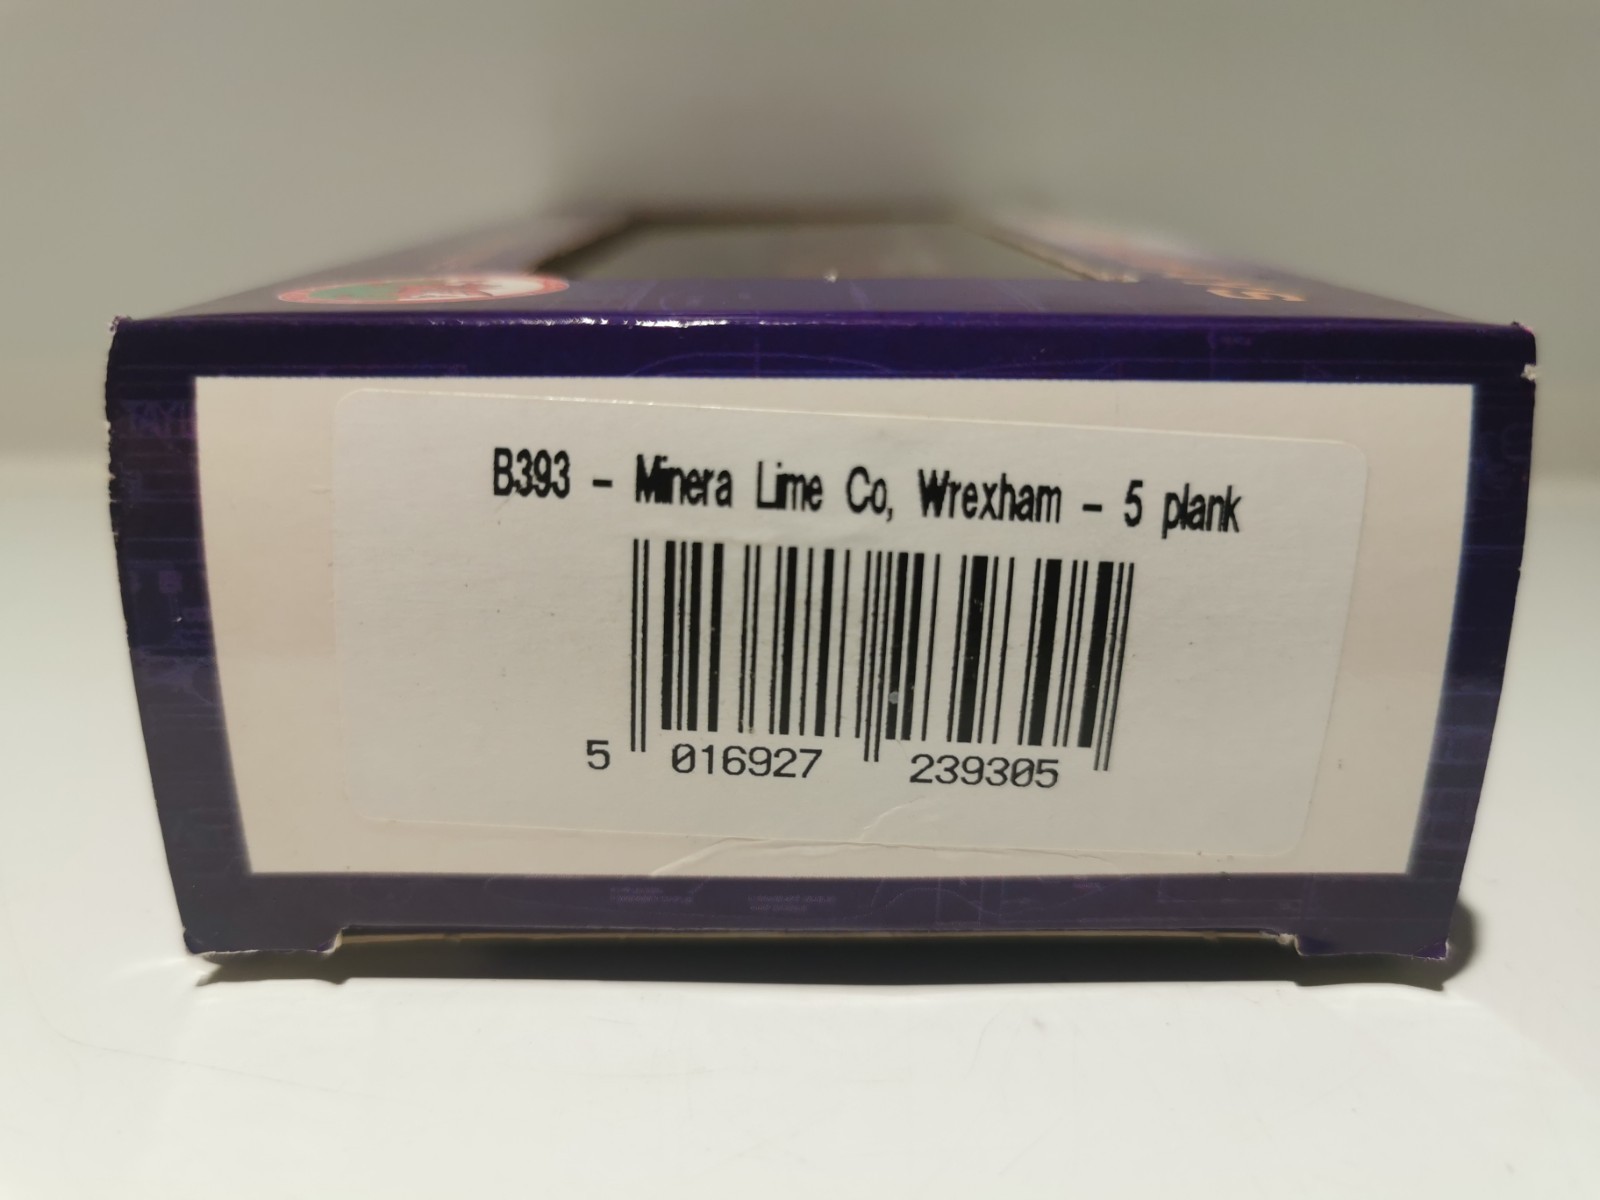 B393 - Minera Lime Co, Wrexham - 5 plank
5 016927 239305